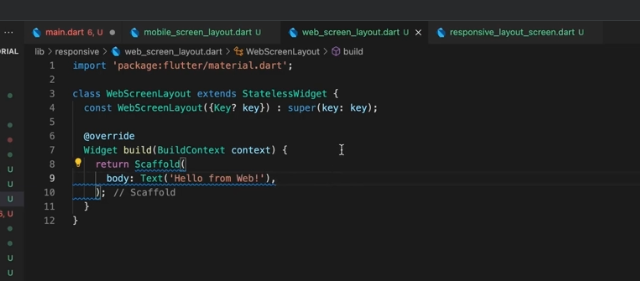 ORIAL
main.dart 6, U
mobile_screen_layout.dart U
web_screen_layout.dart U
responsive_layout_screen.dart U
lib > responsive > web_screen_layout.dart > WebScreenLayout > build
1 import 'package:flutter/material.dart';
2
3 class WebScreenLayout extends StatelessWidget {
4 const WebScreenLayout({Key? key}) : super(key: key);
5
6 @override
7 Widget build(BuildContext context) {
8 return Scaffold(
9 body: Text('Hello from Web!'),
10 ); // Scaffold
11 }
12 }
U
U
U
6, U
U
U